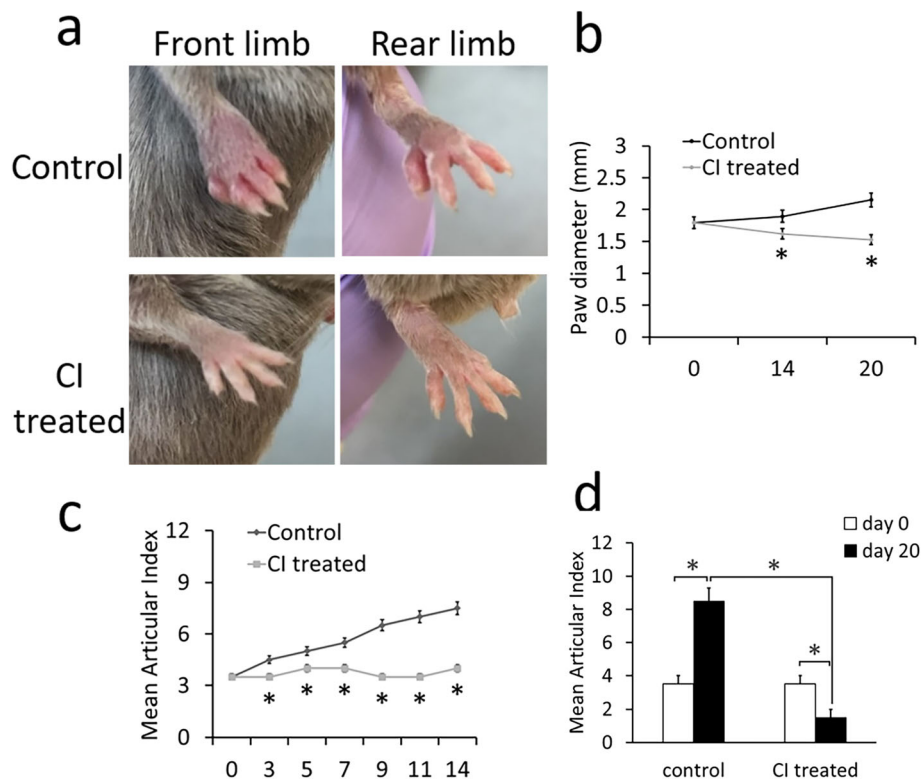 a
Front limb Rear limb
Control
CI
treated
b
Control
CI treated
Paw diameter (mm)
3
2.5
2
1.5
1
0.5
0
* *
0 14 20
c
Control
CI treated
Mean Articular Index
12
9
6
3
0
* * * * * *
0 3 5 7 9 11 14
d
day 0
day 20
Mean Articular Index
12
10
8
6
4
2
0
* *
*
control CI treated